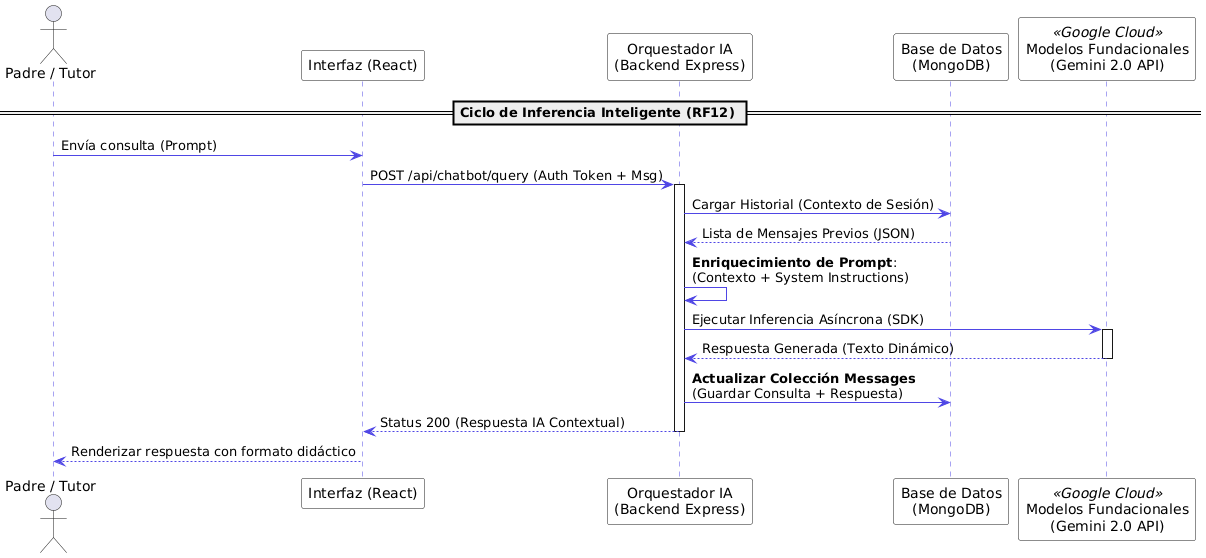 Padre / Tutor
Interfaz (React)
Orquestador IA
(Backend Express)
Base de Datos
(MongoDB)
«Google Cloud»
Modelos Fundacionales
(Gemini 2.0 API)
Ciclo de Inferencia Inteligente (RF12)
Envía consulta (Prompt)
POST /api/chatbot/query (Auth Token + Msg)
Cargar Historial (Contexto de Sesión)
Lista de Mensajes Previos (JSON)
Enriquecimiento de Prompt:
(Contexto + System Instructions)
Ejecutar Inferencia Asíncrona (SDK)
Respuesta Generada (Texto Dinámico)
Actualizar Colección Messages
(Guardar Consulta + Respuesta)
Status 200 (Respuesta IA Contextual)
Renderizar respuesta con formato didáctico
Padre / Tutor
Interfaz (React)
Orquestador IA
(Backend Express)
Base de Datos
(MongoDB)
«Google Cloud»
Modelos Fundacionales
(Gemini 2.0 API)